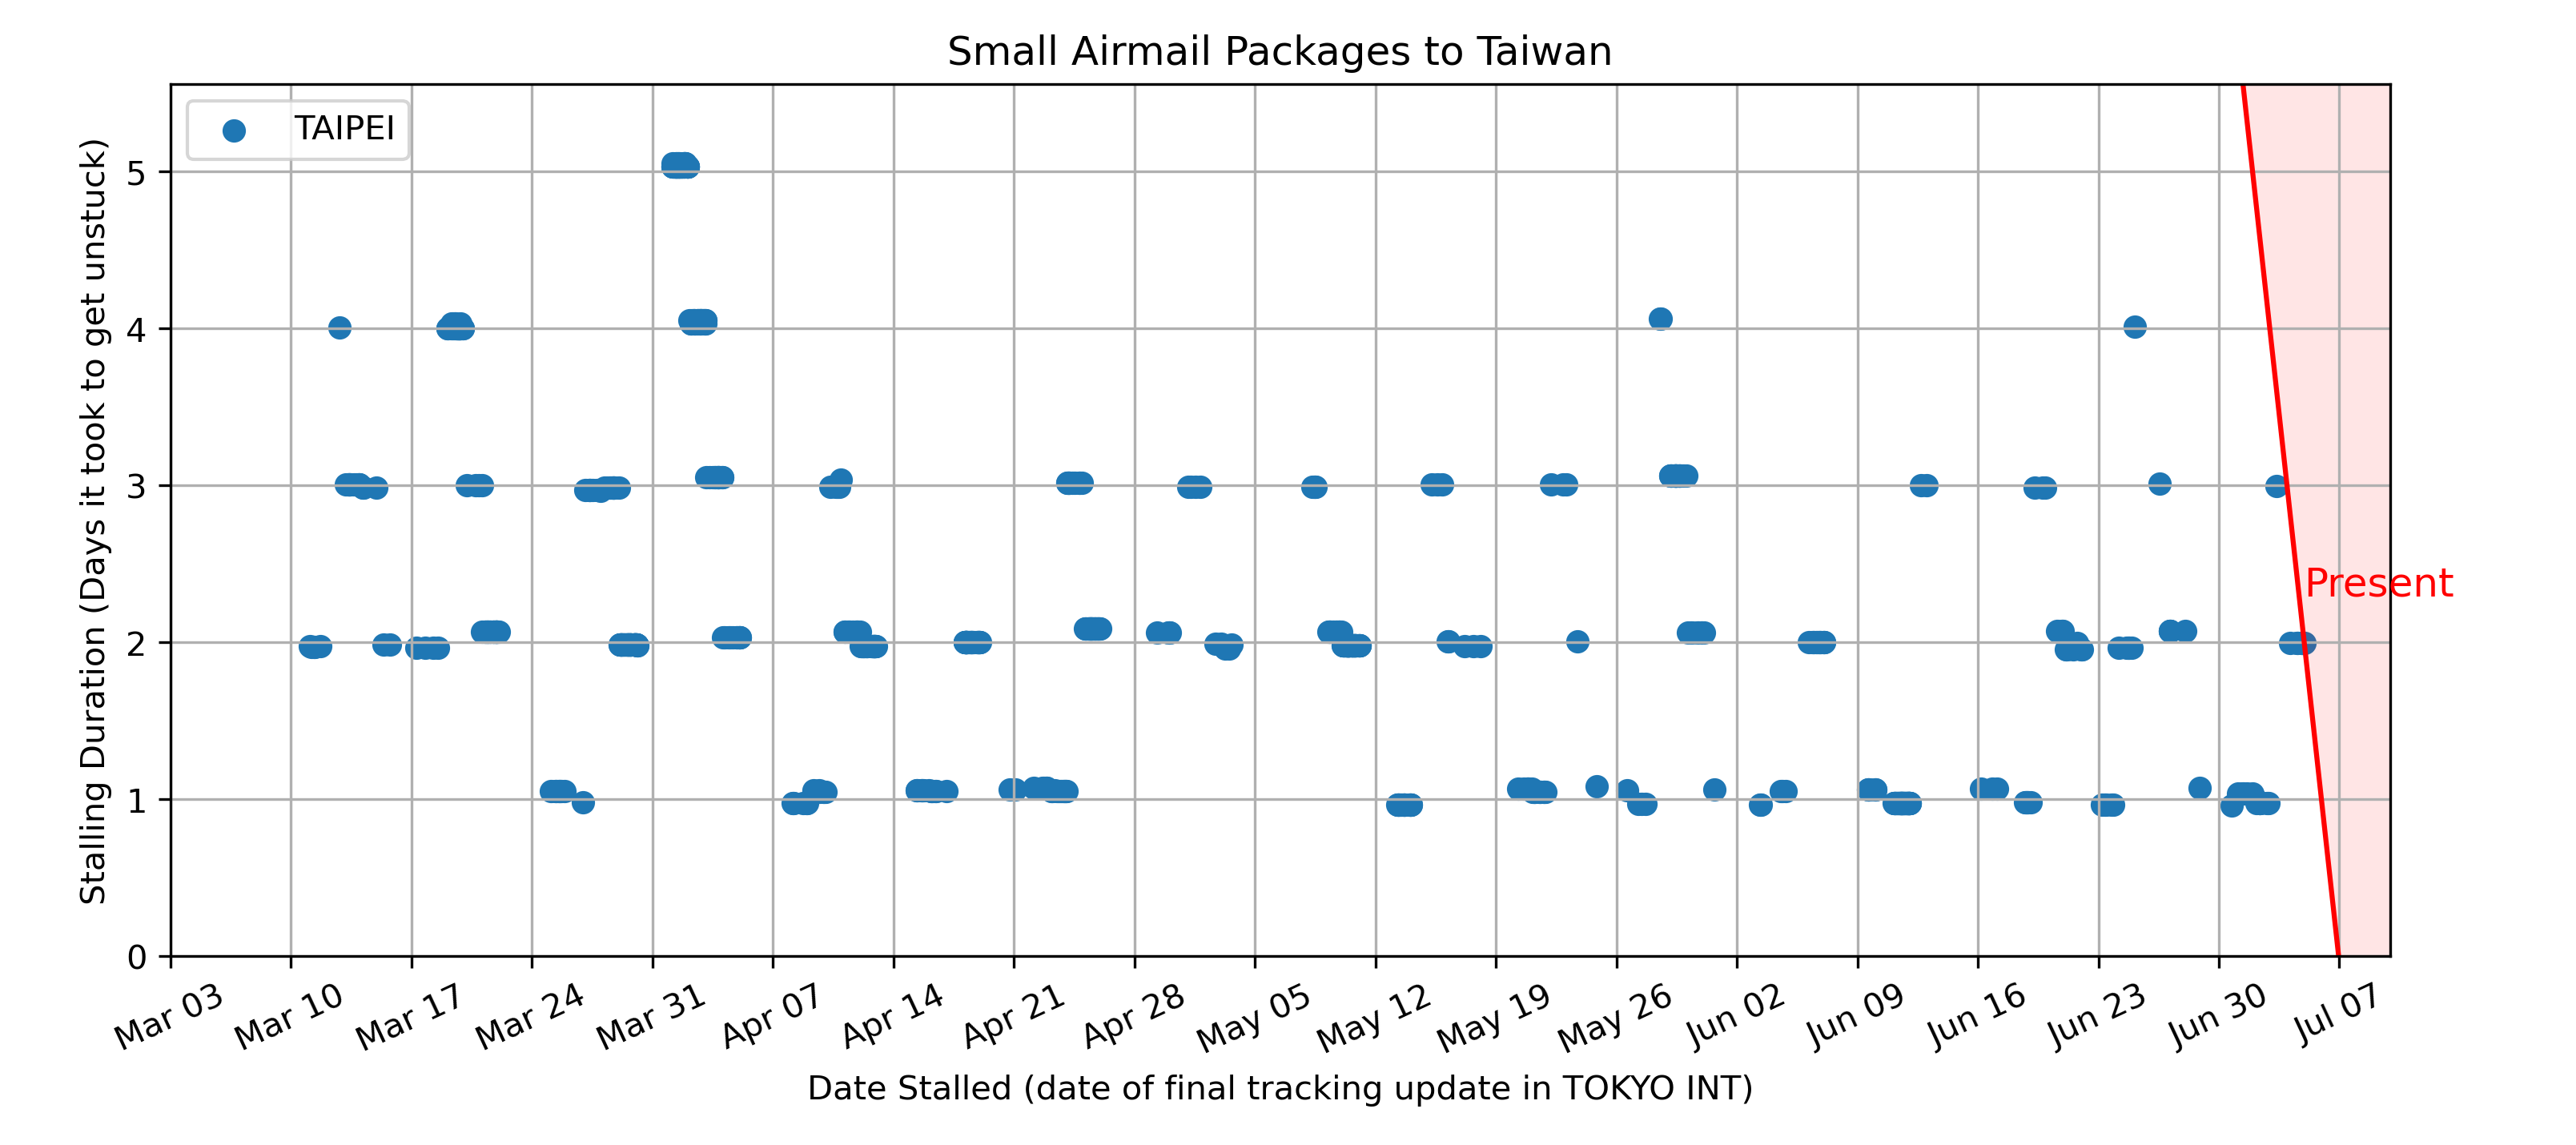 Small Airmail Packages to Taiwan
TAIPEI
Stalling Duration (Days it took to get unstuck)
5
4
3
2
1
0
Present
Mar 03
Mar 10
Mar 17
Mar 24
Mar 31
Apr 07
Apr 14
Apr 21
Apr 28
May 05
May 12
May 19
May 26
Jun 02
Jun 09
Jun 16
Jun 23
Jun 30
Jul 07
Date Stalled (date of final tracking update in TOKYO INT)